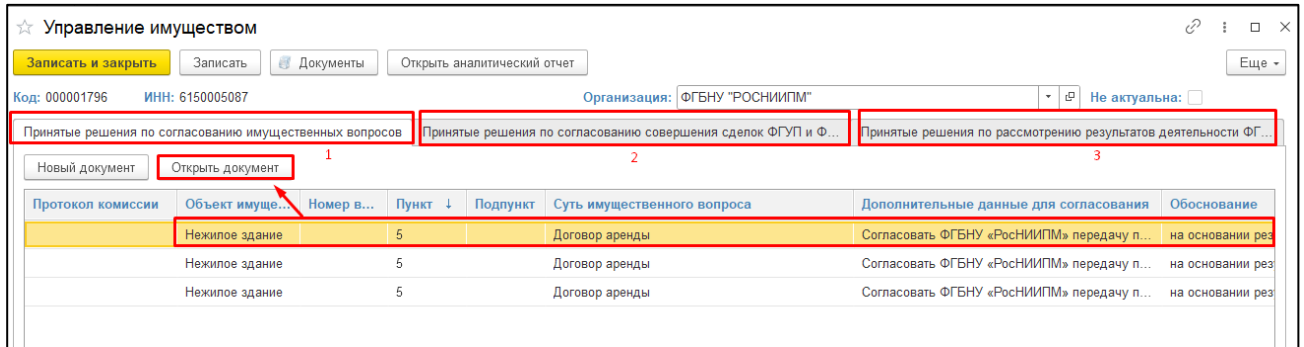 Управление имуществом
Записать и закрыть Записать Документы Открыть аналитический отчет Еще
Код: 000001796 ИНН: 6150005087 Организация: ФГБНУ "РОСНИИПМ" Не актуальна:
Принятые решения по согласованию имущественных вопросов Принятые решения по согласованию совершения сделок ФГУП и Ф... Принятые решения по рассмотрению результатов деятельности ФГ...
1 2 3
Новый документ Открыть документ
Протокол комиссии Объект имуще... Номер в... Пункт ↓ Подпункт Суть имущественного вопроса Дополнительные данные для согласования Обоснование
Нежилое здание 5 Договор аренды Согласовать ФГБНУ «РосНИИПМ» передачу п... на основании рез
Нежилое здание 5 Договор аренды Согласовать ФГБНУ «РосНИИПМ» передачу п... на основании рез
Нежилое здание 5 Договор аренды Согласовать ФГБНУ «РосНИИПМ» передачу п... на основании рез